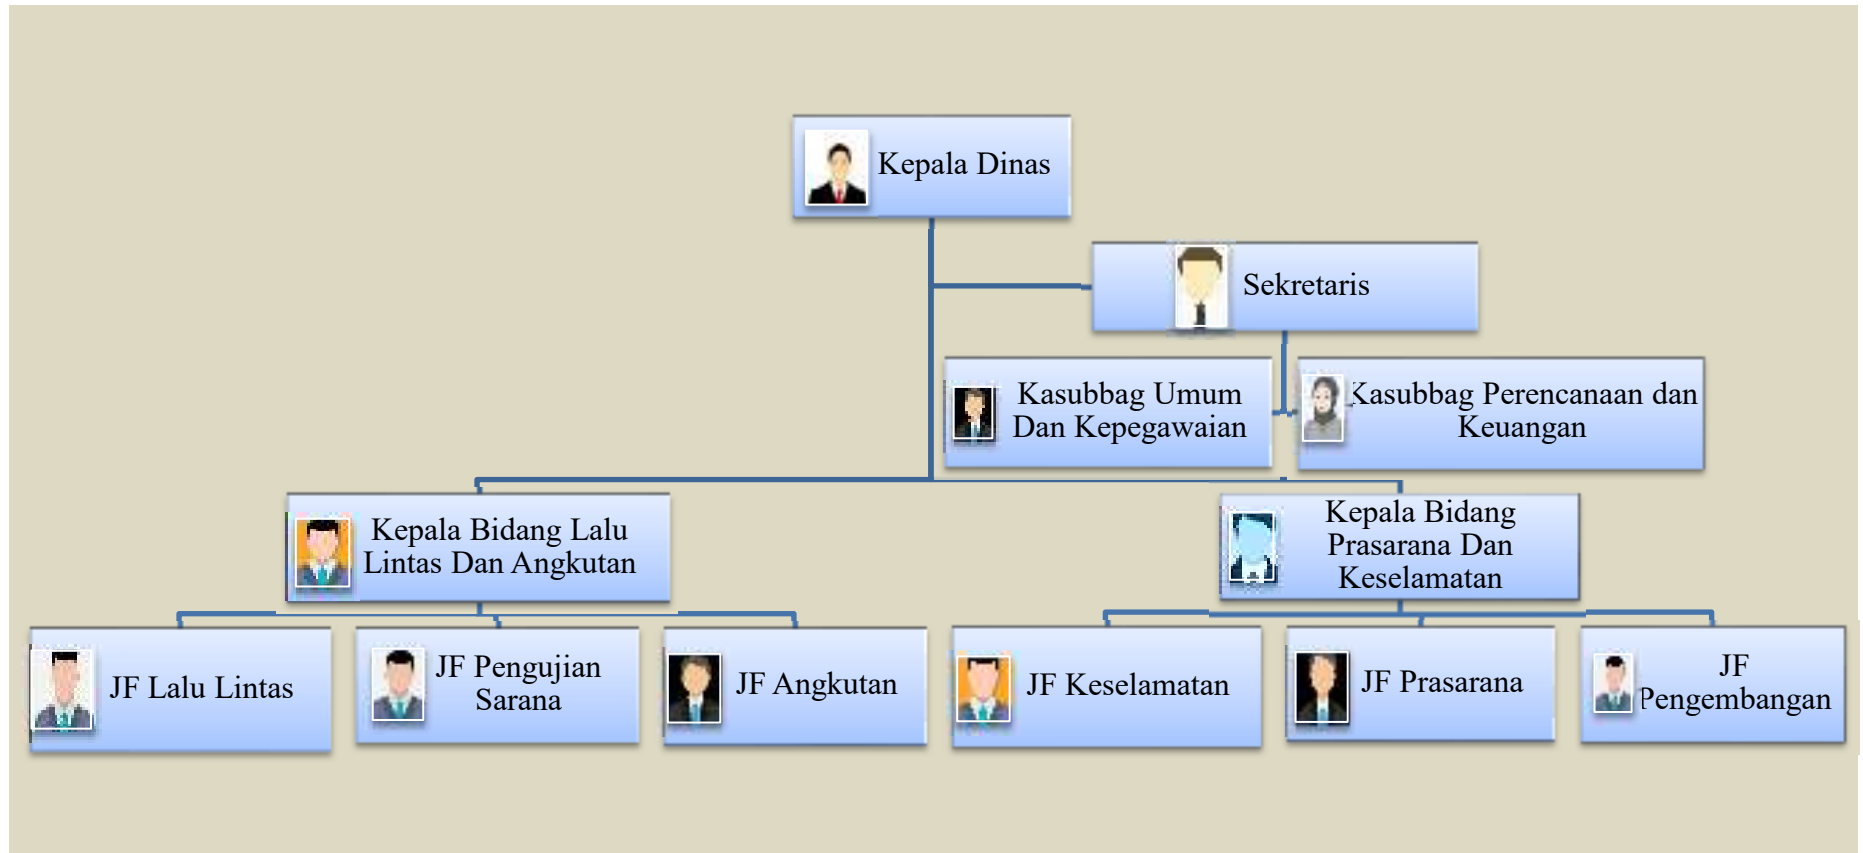 Kepala Dinas
Sekretaris
Kasubbag Umum
Dan Kepegawaian
Kasubbag Perencanaan dan
Keuangan
Kepala Bidang Lalu
Lintas Dan Angkutan
Kepala Bidang
Prasarana Dan
Keselamatan
JF Lalu Lintas
JF Pengujian
Sarana
JF Angkutan
JF Keselamatan
JF Prasarana
JF
Pengembangan